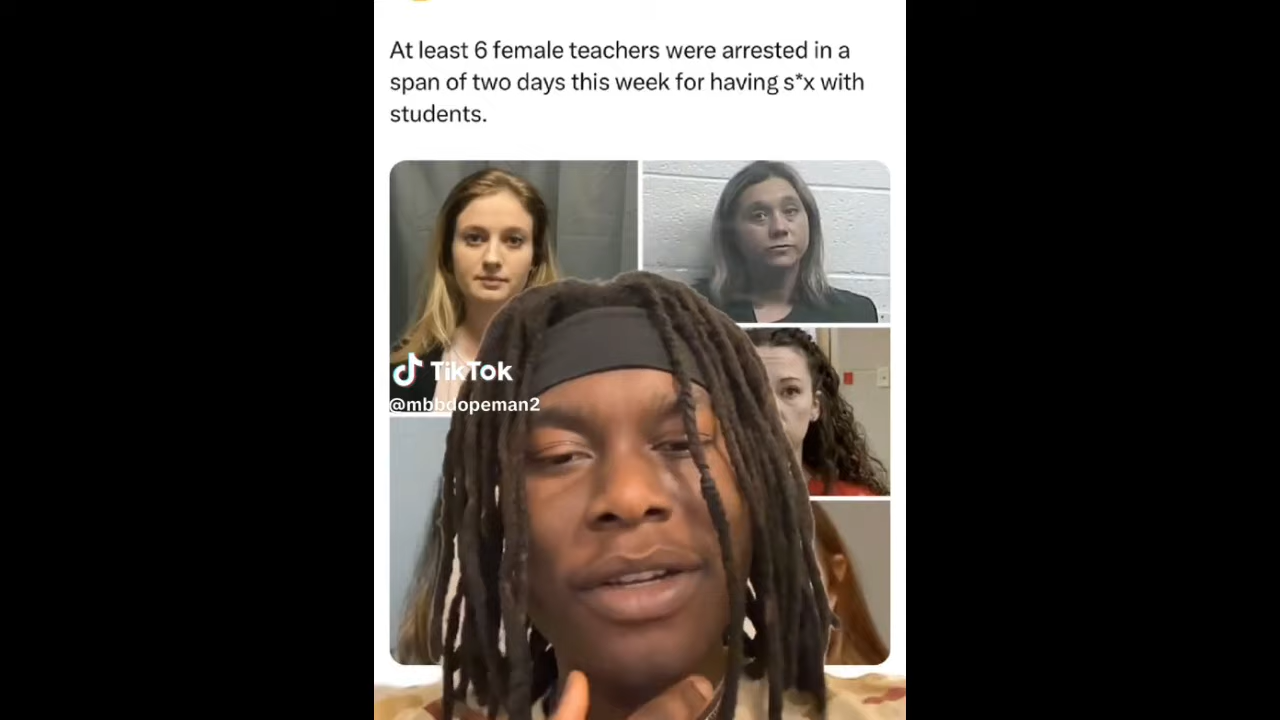 At least 6 female teachers were arrested in a
span of two days this week for having s*x with
students.
TikTok
@mbbdopeman2